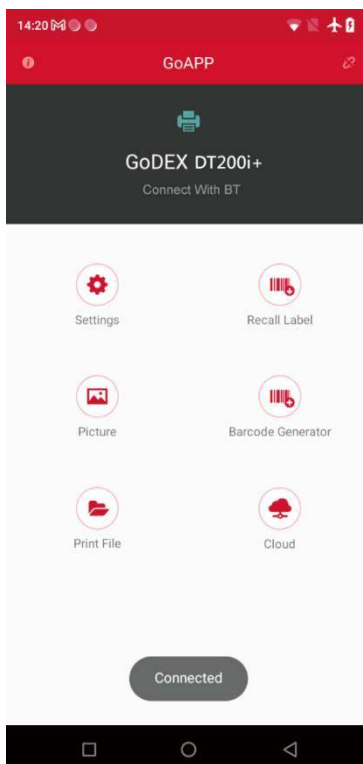 14:20
GoAPP
GoDEX DT200i+
Connect With BT
Settings
Recall Label
Picture
Barcode Generator
Print File
Cloud
Connected